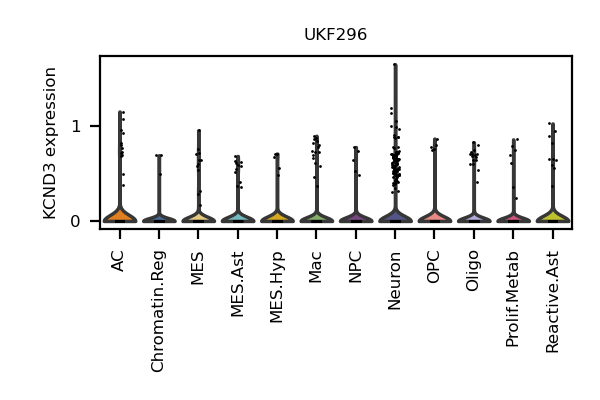 UKF296
KCND3 expression
1
0
AC
Chromatin.Reg
MES
MES.Ast
MES.Hyp
Mac
NPC
Neuron
OPC
Oligo
Prolif.Metab
Reactive.Ast